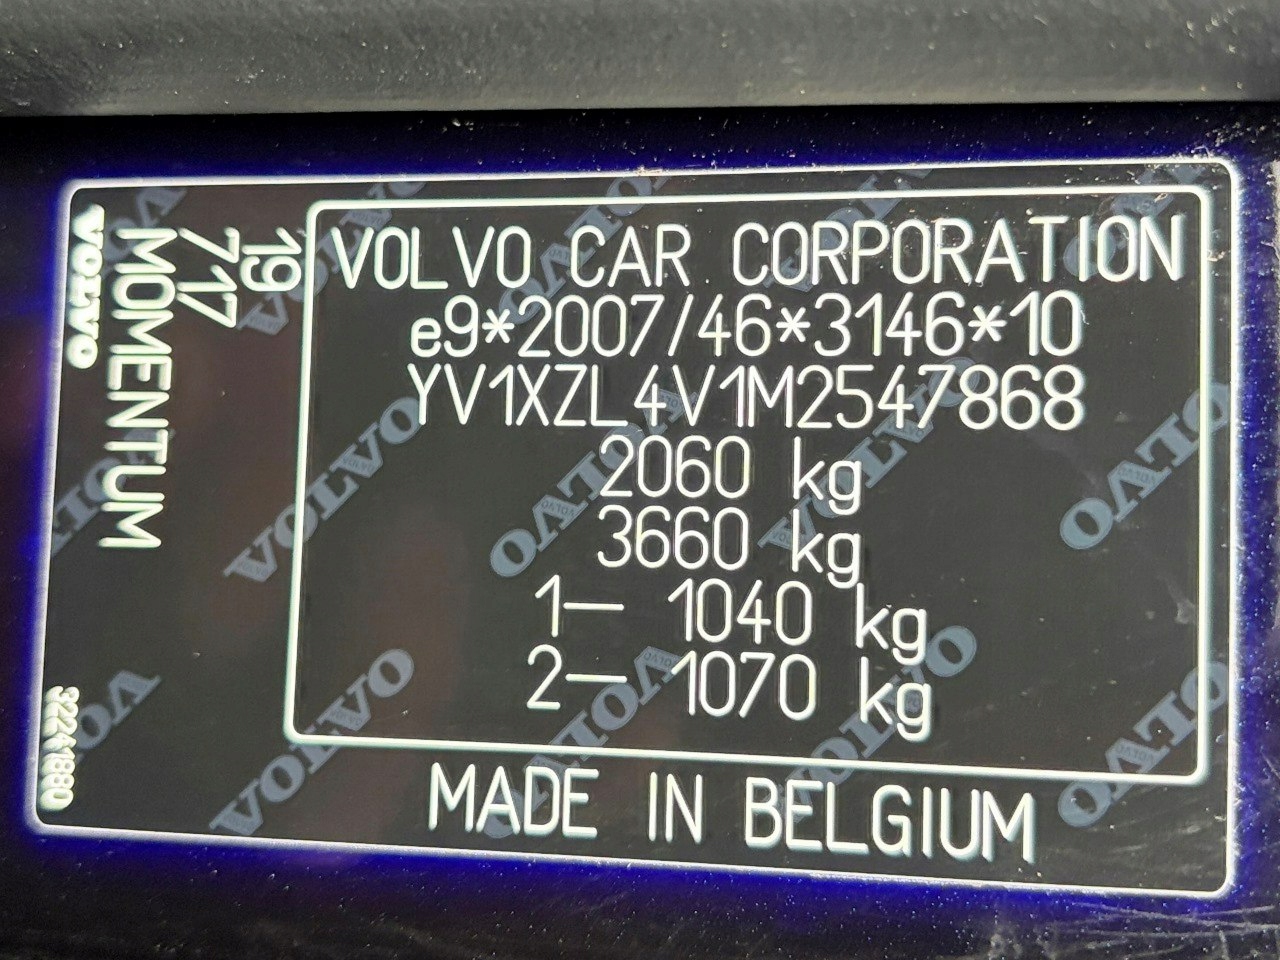 VOLVO CAR CORPORATION
e9*2007/46*3146*10
YV1XZL4V1M2547868
2060 kg
3660 kg
1— 1040 kg
2— 1070 kg
MADE IN BELGIUM
19
717
MOMENTUM
VOLVO
32241880